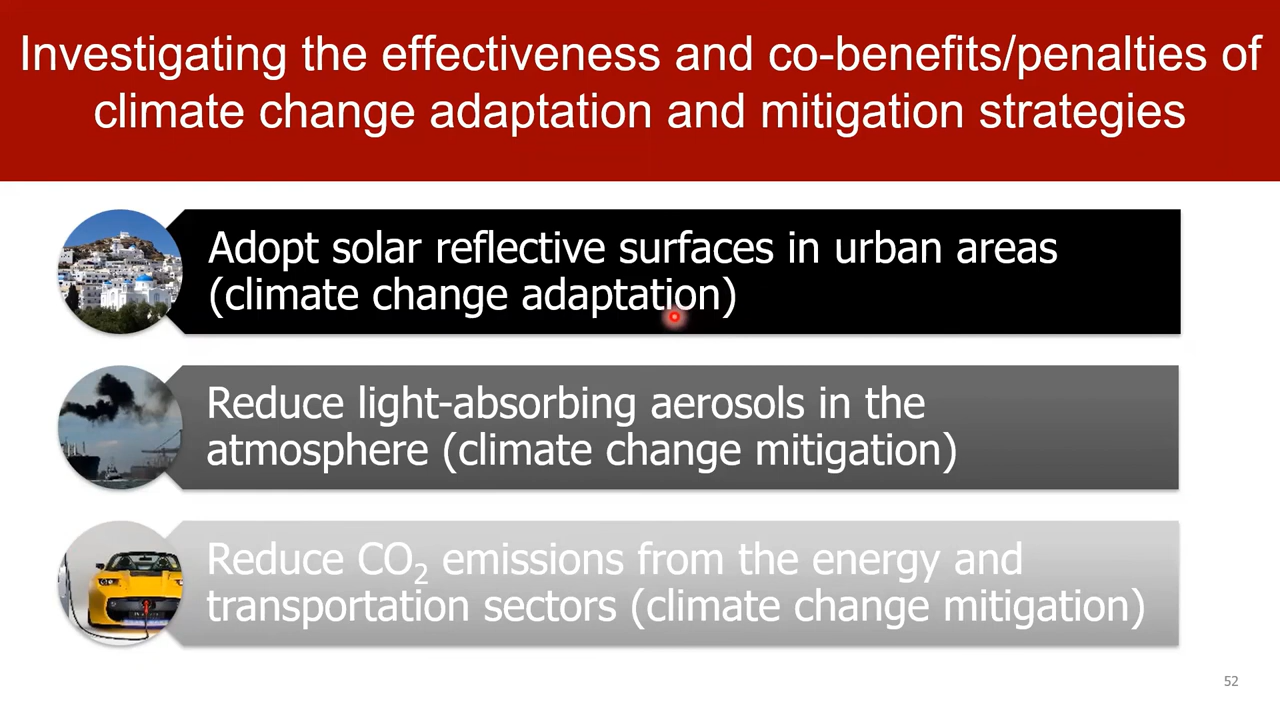 Investigating the effectiveness and co-benefits/penalties of
climate change adaptation and mitigation strategies
Adopt solar reflective surfaces in urban areas
(climate change adaptation)
Reduce light-absorbing aerosols in the
atmosphere (climate change mitigation)
Reduce CO₂ emissions from the energy and
transportation sectors (climate change mitigation)
52